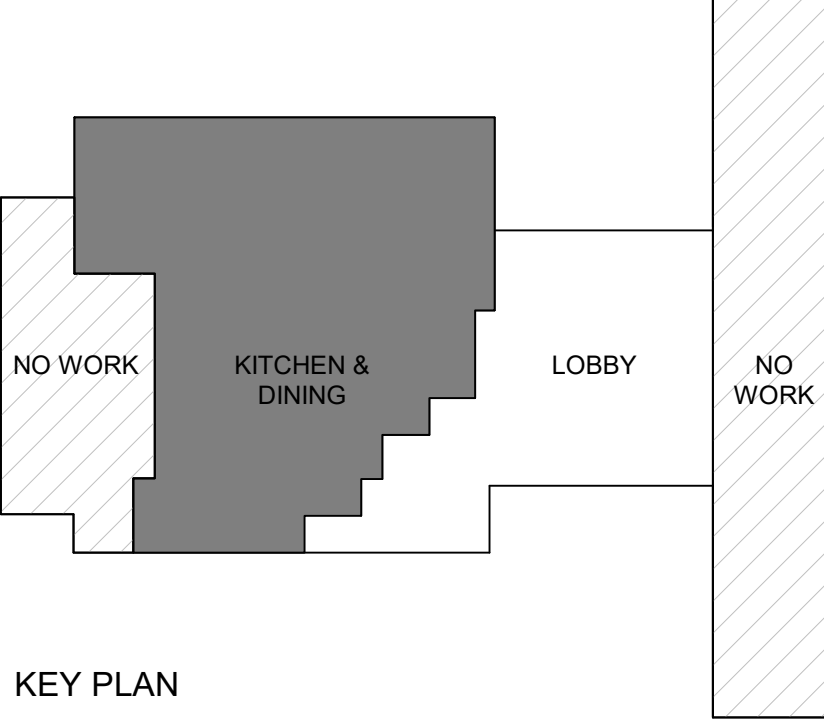 NO WORK
KITCHEN &
DINING
LOBBY
NO
WORK
KEY PLAN